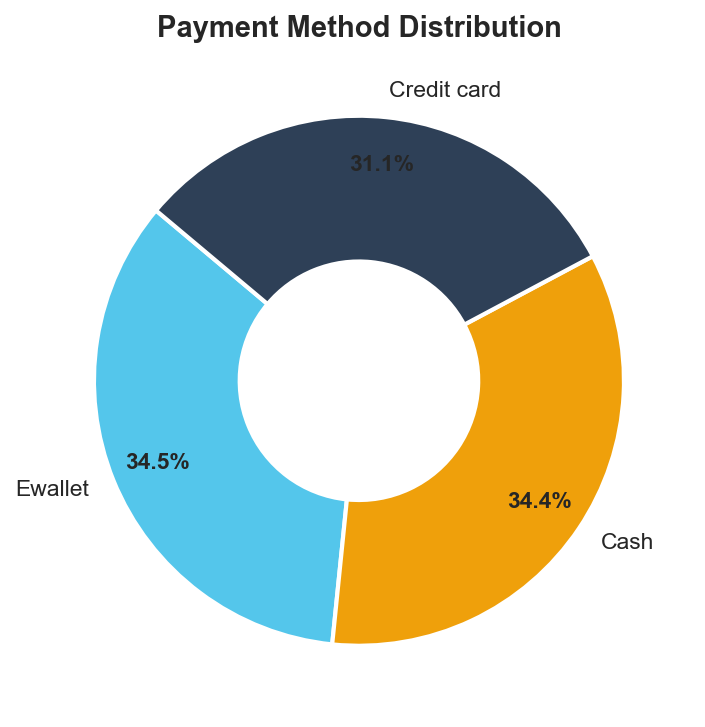 Payment Method Distribution
Credit card
31.1%
34.5%
Ewallet
34.4%
Cash